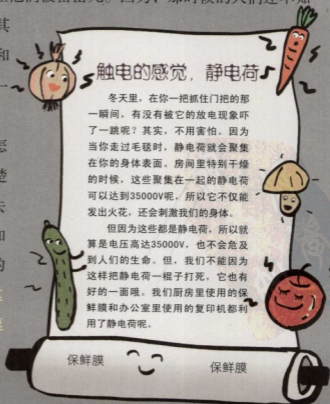 触电的感觉，静电荷
冬天里，在你一把抓住门把的那
一瞬间，有没有被它的放电现象吓
了一跳呢？其实，不用害怕。因为
当你走过毛毯时，静电荷就会聚集
在你的身体表面。房间里特别干燥
的时候，这些聚集在一起的静电荷
可以达到35000V呢。所以它不仅能
发出火花，还会刺激我们的身体。
但因为这些都是静电荷，所以就
算是电压高达35000V，也不会危及
到人们的生命。但，我们不能因为
这样把静电荷一棍子打死，它也有
好的一面哦。我们厨房里使用的保
鲜膜和办公室里使用的复印机都利
用了静电荷呢。
保鲜膜 保鲜膜
其
和
一
怎
楚
去
和
的